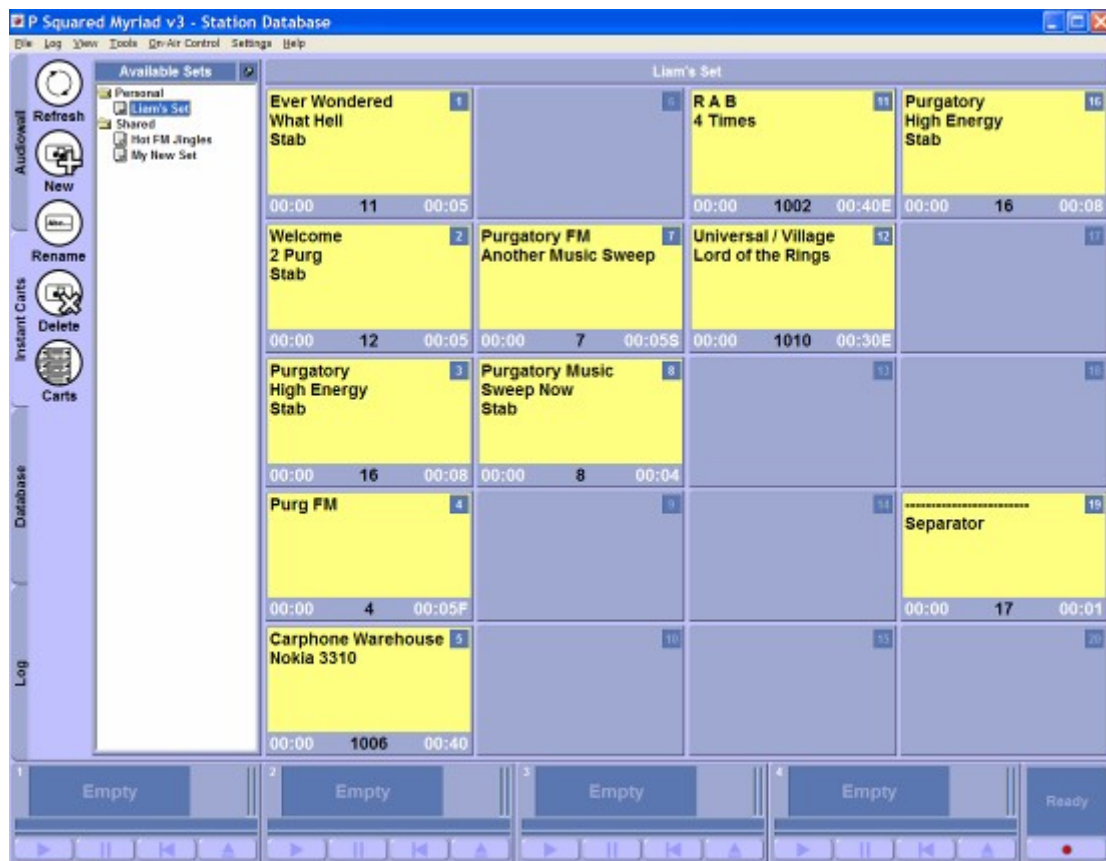 P Squared Myriad v3 - Station Database
File Log View Tools On-Air Control Settings Help
Audiowall
Instant Carts
Database
Log
Refresh
New
Rename
Delete
Carts
Available Sets
Personal
Liam's Set
Shared
Hot FM Jingles
My New Set
Liam's Set
Ever Wondered 1
What Hell
Stab
00:00 11 00:05
6
R A B 11
4 Times
00:00 1002 00:40E
Purgatory 16
High Energy
Stab
00:00 16 00:08
Welcome 2
2 Purg
Stab
00:00 12 00:05
Purgatory FM 7
Another Music Sweep
00:00 7 00:05S
Universal / Village 12
Lord of the Rings
00:00 1010 00:30E
17
Purgatory 3
High Energy
Stab
00:00 16 00:08
Purgatory Music 8
Sweep Now
Stab
00:00 8 00:04
13
18
Purg FM 4
00:00 4 00:05F
9
14
------------------------ 19
Separator
00:00 17 00:01
Carphone Warehouse 5
Nokia 3310
00:00 1006 00:40
10
15
20
1 Empty
2 Empty
3 Empty
4 Empty
Ready